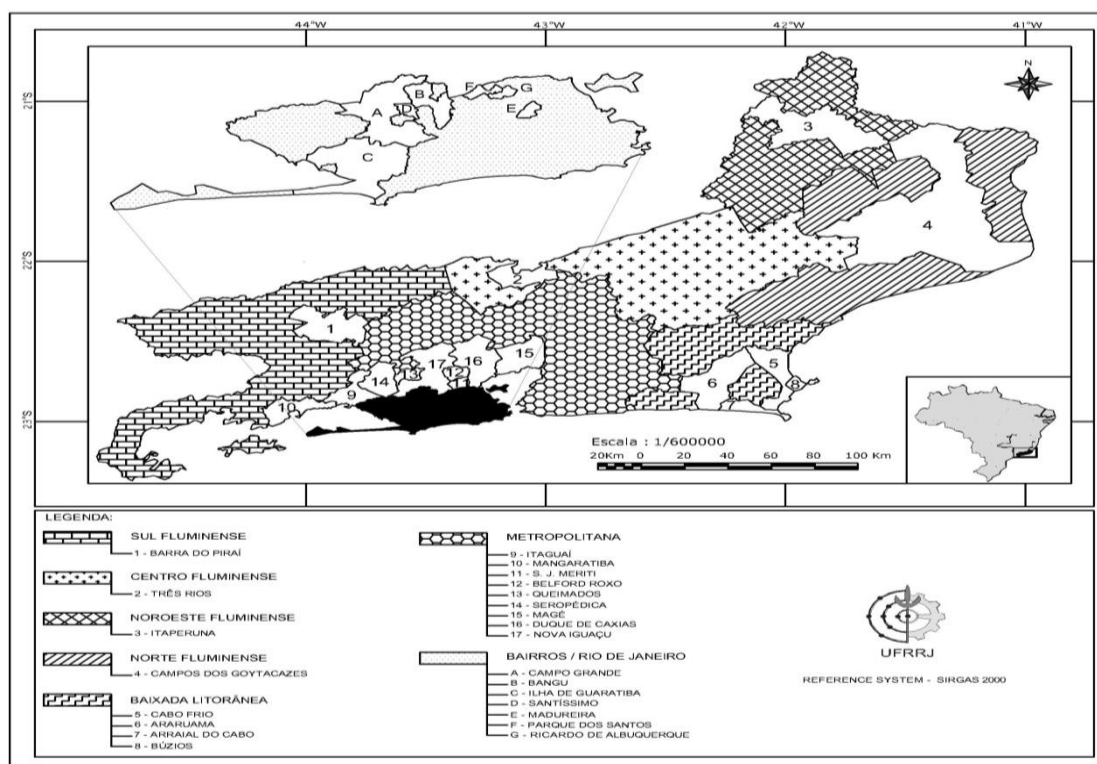 44°W 43°W 42°W 41°W
N
21°S
22°S
23°S
A
B
C
D
E
F
G
1
3
4
5
6
8
9
10
11
12
13
14
15
16
17
Escala : 1/600000
20Km 0 20 40 60 80 100 Km
LEGENDA:
SUL FLUMINENSE
1 - BARRA DO PIRAÍ
CENTRO FLUMINENSE
2 - TRÊS RIOS
NOROESTE FLUMINENSE
3 - ITAPERUNA
NORTE FLUMINENSE
4 - CAMPOS DOS GOYTACAZES
BAIXADA LITORÂNEA
5 - CABO FRIO
6 - ARARUAMA
7 - ARRAIAL DO CABO
8 - BÚZIOS
METROPOLITANA
9 - ITAGUAÍ
10 - MANGARATIBA
11 - S. J. MERITI
12 - BELFORD ROXO
13 - QUEIMADOS
14 - SEROPÉDICA
15 - MAGÉ
16 - DUQUE DE CAXIAS
17 - NOVA IGUAÇU
BAIRROS / RIO DE JANEIRO
A - CAMPO GRANDE
B - BANGU
C - ILHA DE GUARATIBA
D - SANTÍSSIMO
E - MADUREIRA
F - PARQUE DOS SANTOS
G - RICARDO DE ALBUQUERQUE
UFRRJ
REFERENCE SYSTEM - SIRGAS 2000